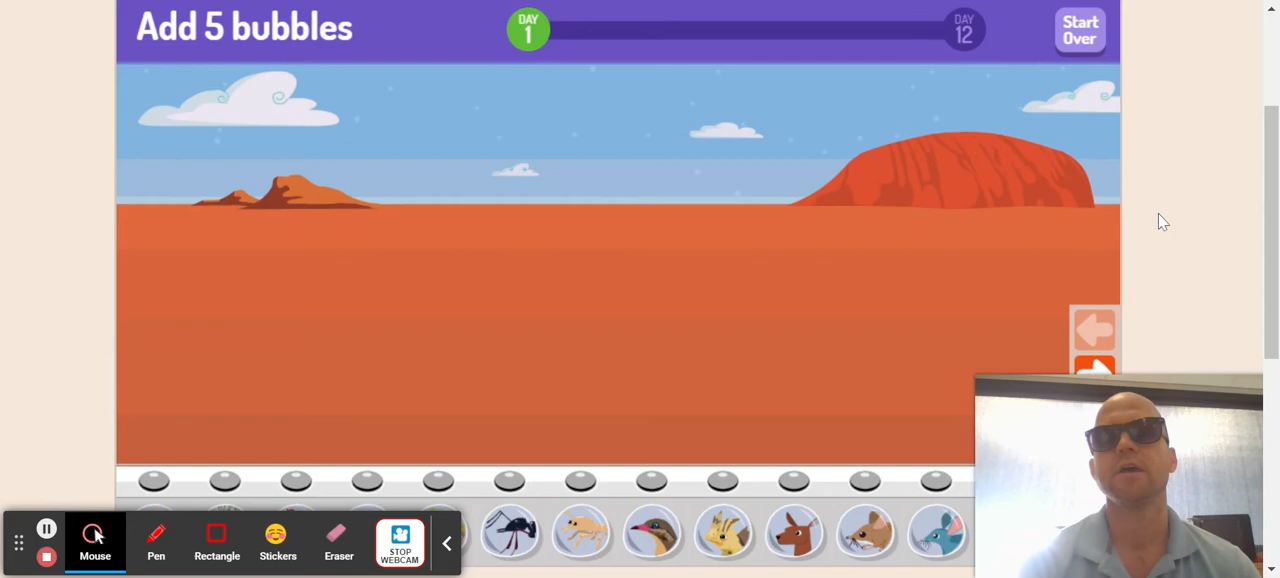 Add 5 bubbles
DAY
1
DAY
12
Start
Over
Mouse
Pen
Rectangle
Stickers
Eraser
STOP
WEBCAM